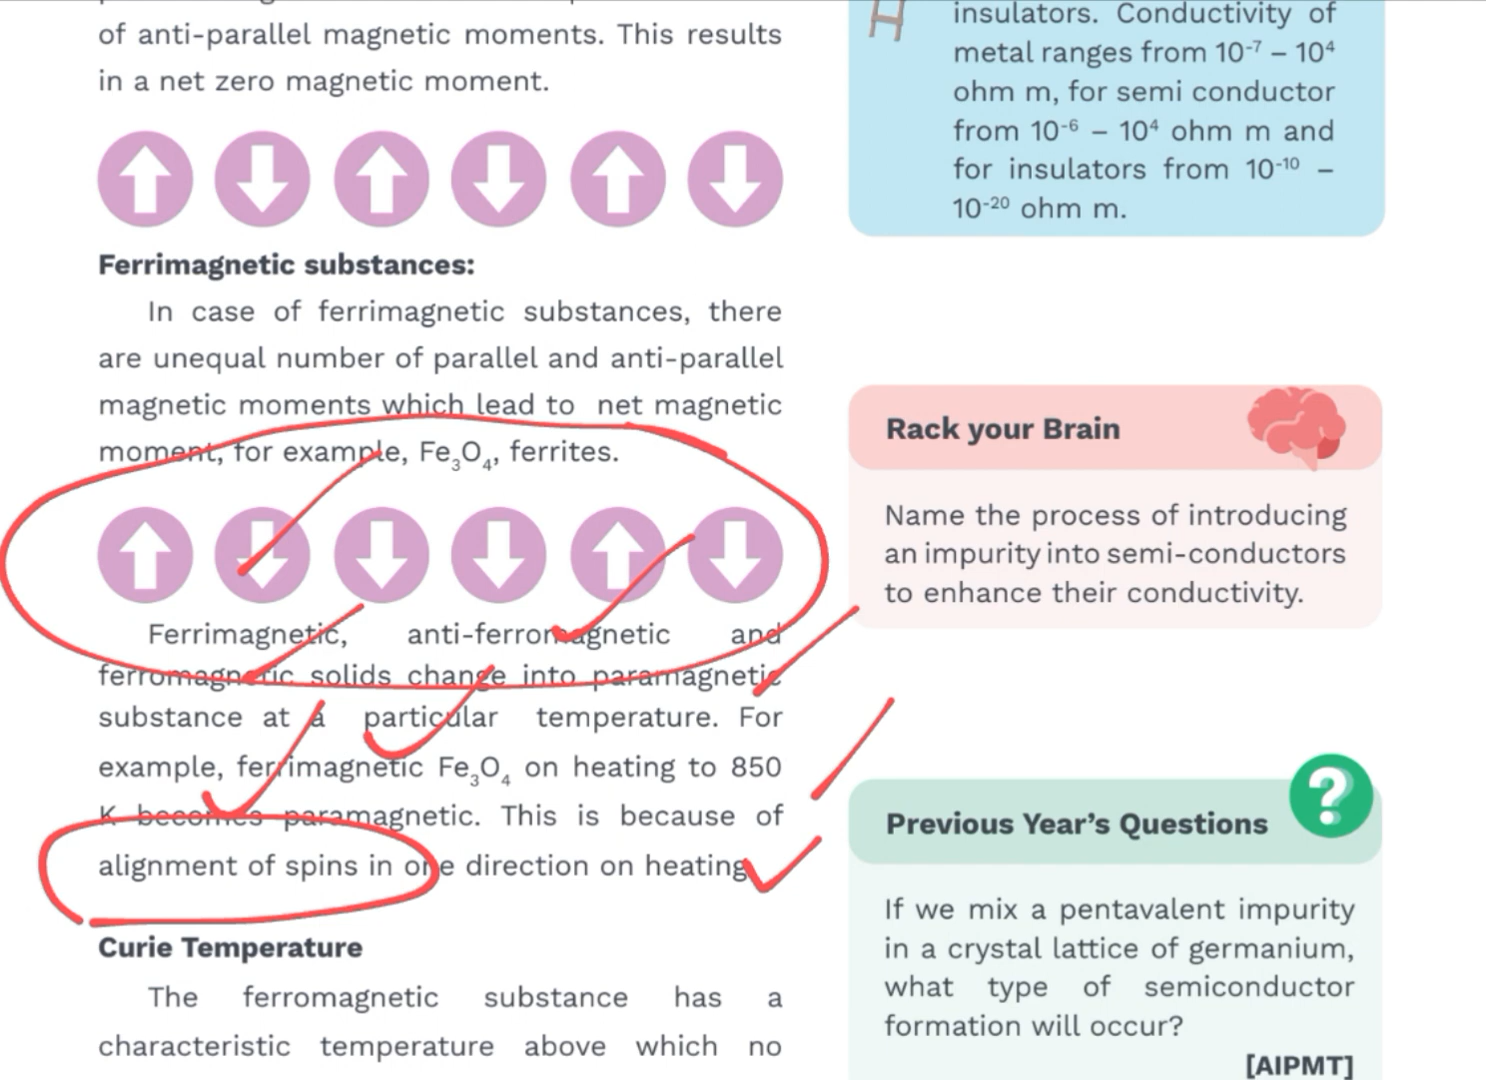 of anti-parallel magnetic moments. This results
in a net zero magnetic moment.
Ferrimagnetic substances:
In case of ferrimagnetic substances, there
are unequal number of parallel and anti-parallel
magnetic moments which lead to net magnetic
moment, for example, Fe₃O₄, ferrites.
Ferrimagnetic, anti-ferromagnetic and
ferromagnetic solids change into paramagnetic
substance at a particular temperature. For
example, ferrimagnetic Fe₃O₄ on heating to 850
K becomes paramagnetic. This is because of
alignment of spins in one direction on heating
Curie Temperature
The ferromagnetic substance has a
characteristic temperature above which no
insulators. Conductivity of
metal ranges from 10⁻⁷ – 10⁴
ohm m, for semi conductor
from 10⁻⁶ – 10⁴ ohm m and
for insulators from 10⁻¹⁰ –
10⁻²⁰ ohm m.
Rack your Brain
Name the process of introducing
an impurity into semi-conductors
to enhance their conductivity.
?
Previous Year's Questions
If we mix a pentavalent impurity
in a crystal lattice of germanium,
what type of semiconductor
formation will occur?
[AIPMT]